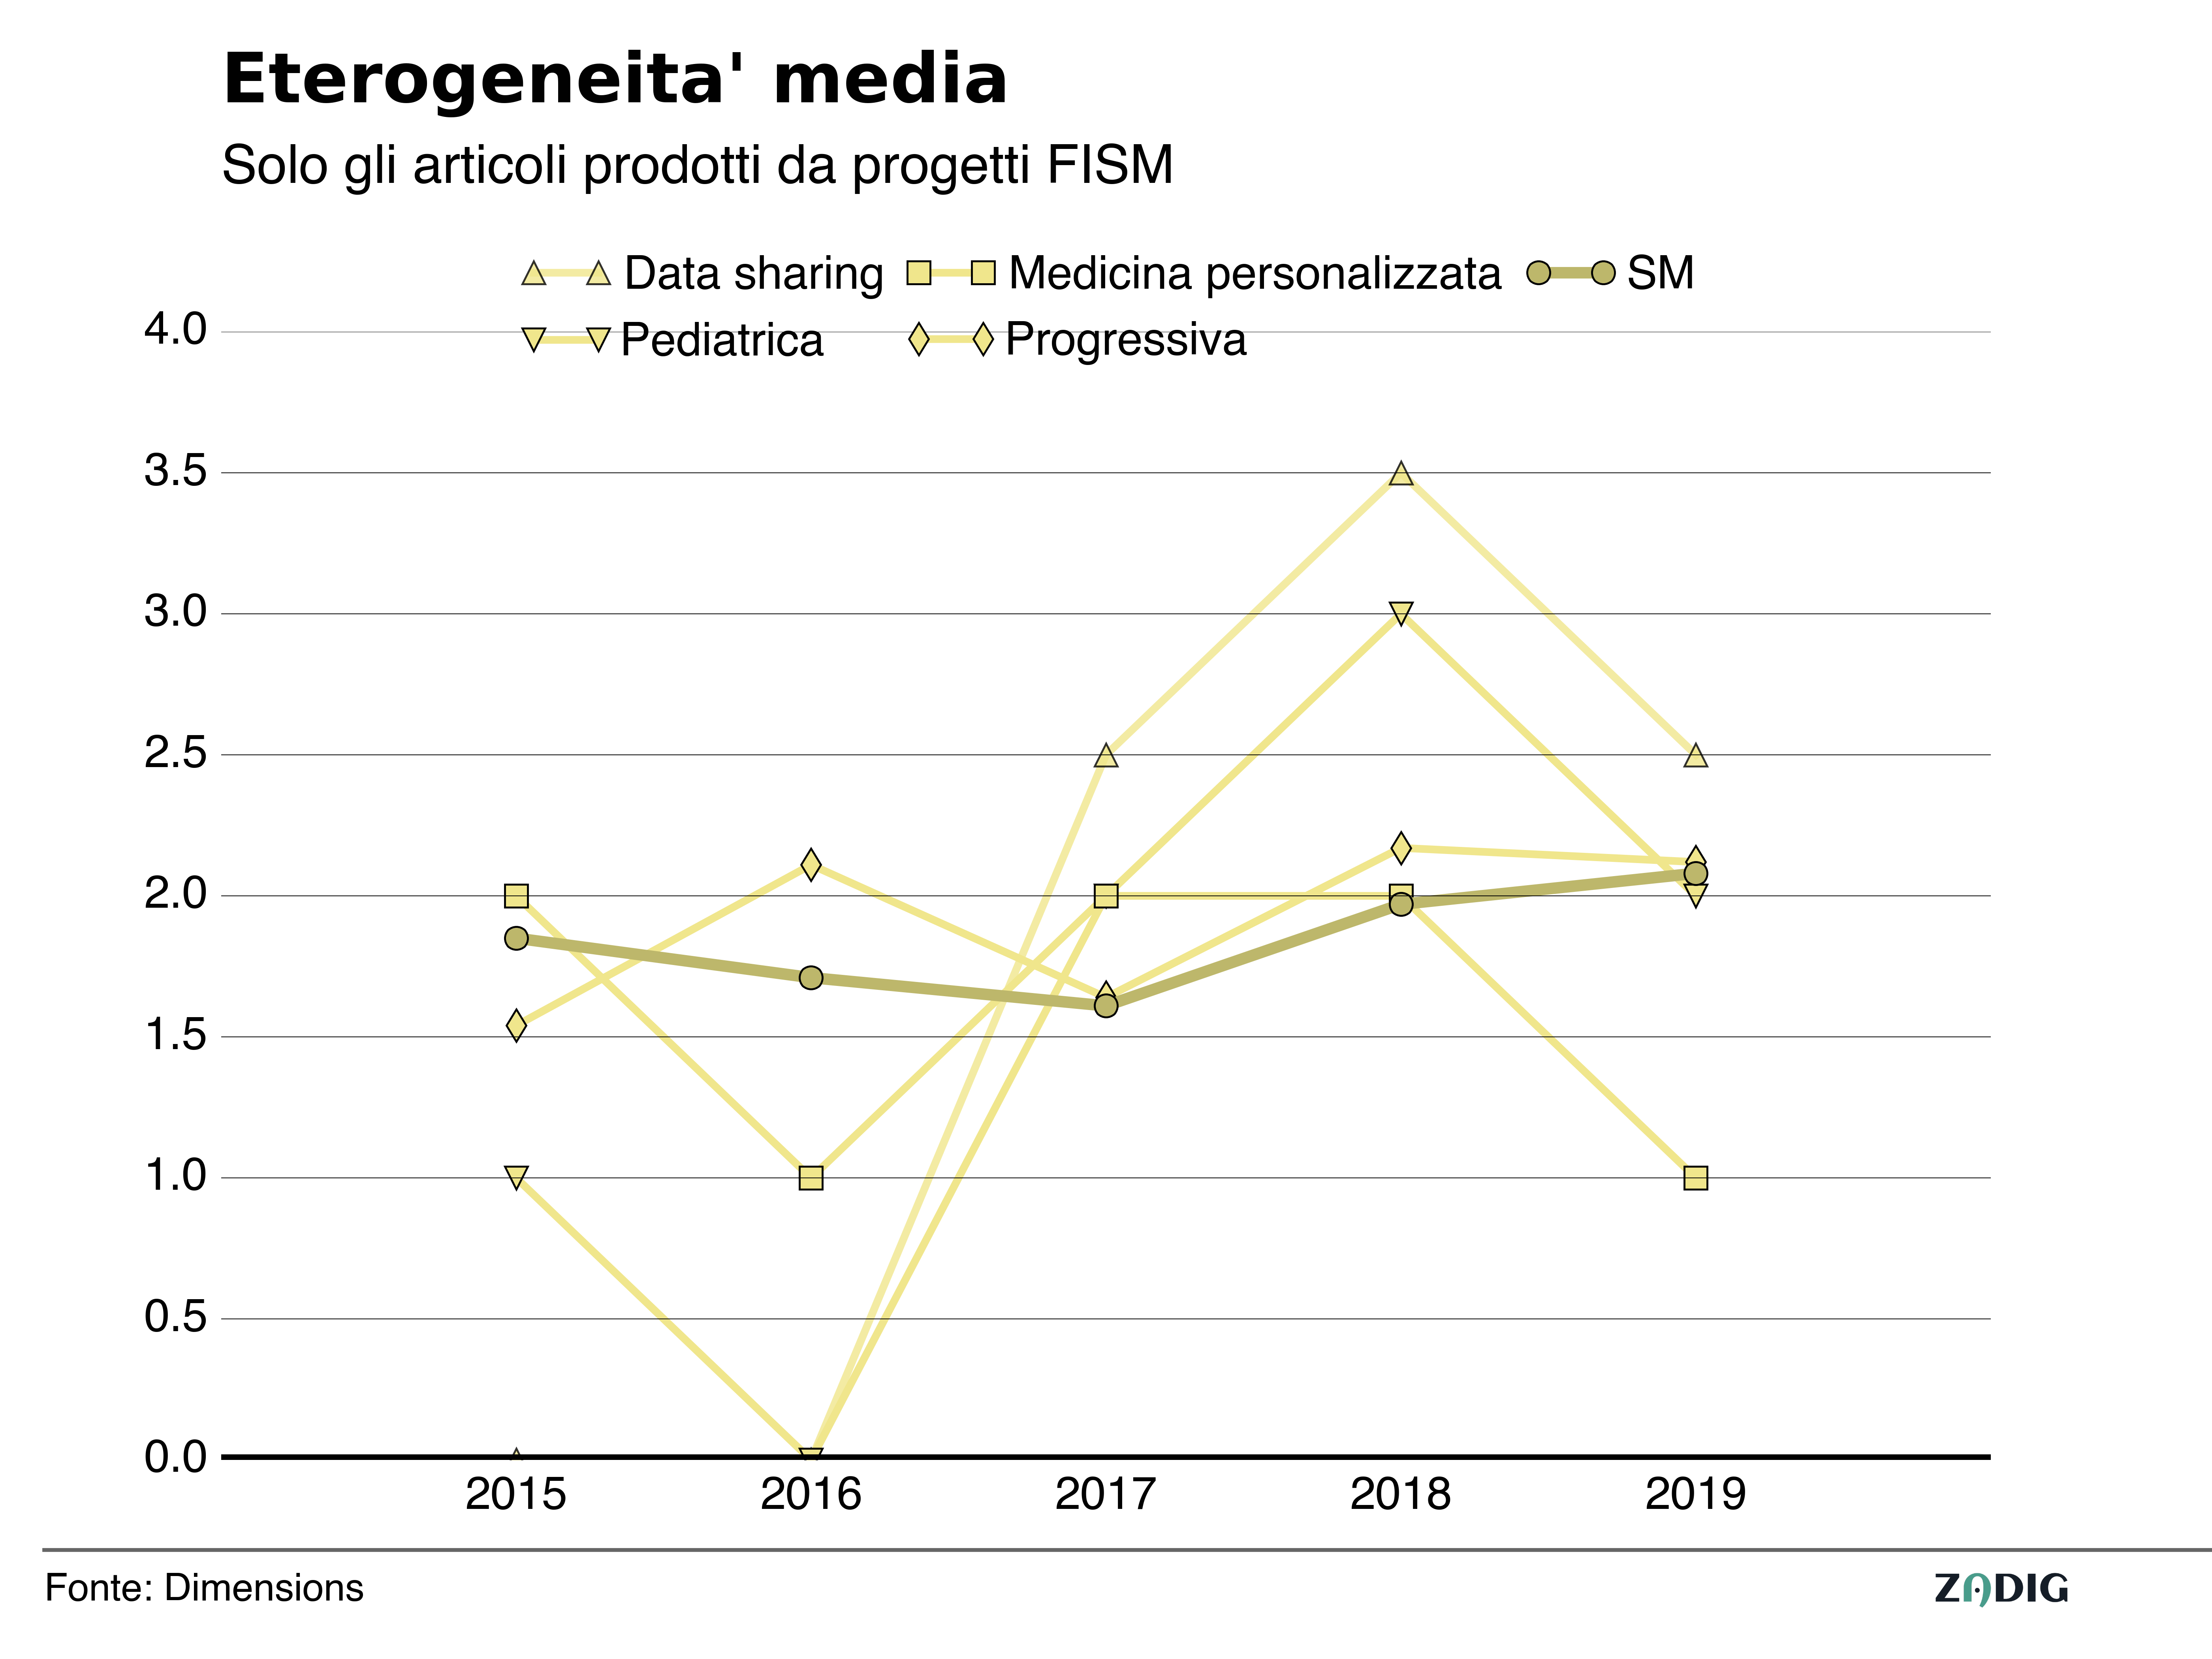 Eterogeneita' media
Solo gli articoli prodotti da progetti FISM
Data sharing Medicina personalizzata SM
Pediatrica Progressiva
4.0
3.5
3.0
2.5
2.0
1.5
1.0
0.5
0.0
2015 2016 2017 2018 2019
Fonte: Dimensions ZADIG